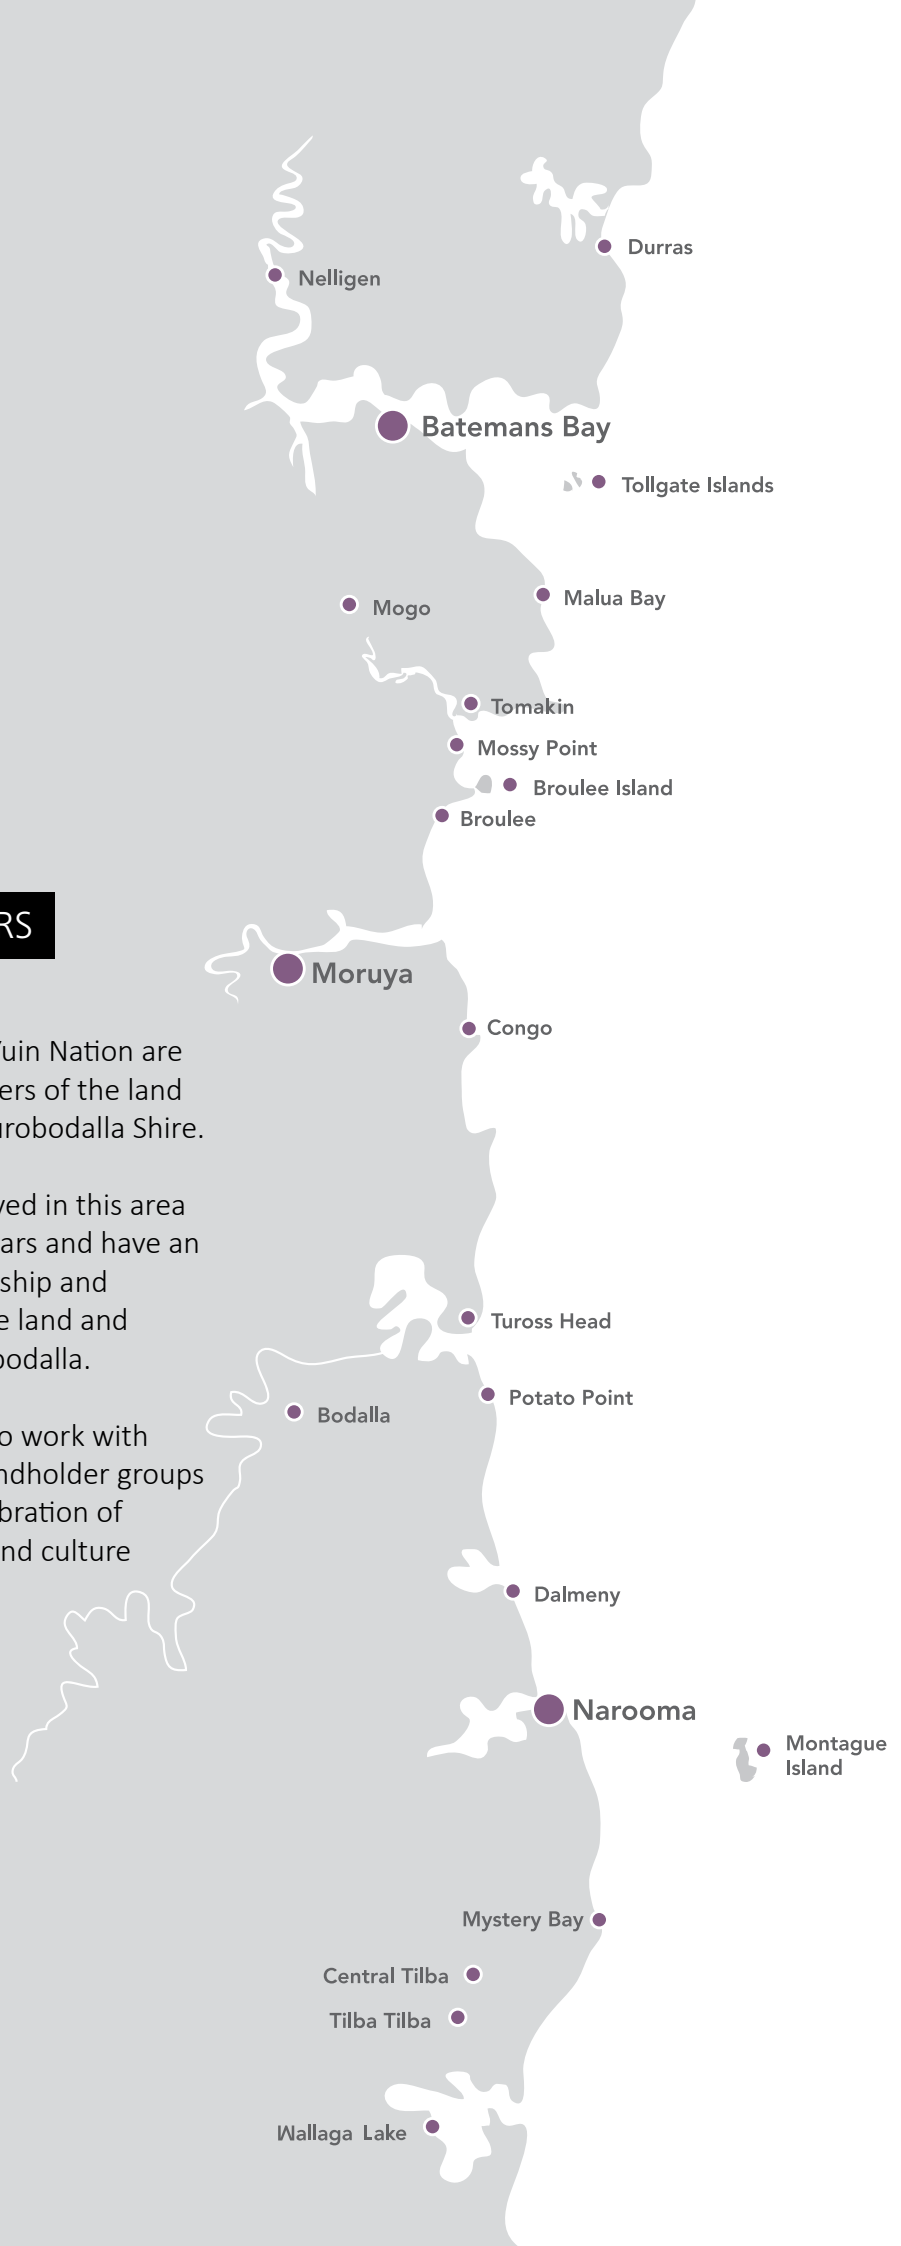 Durras
Nelligen
Batemans Bay
Tollgate Islands
Malua Bay
Mogo
Tomakin
Mossy Point
Broulee Island
Broulee
RS
Moruya
Congo
uin Nation are
ers of the land
urobodalla Shire.
ved in this area
ars and have an
ship and
e land and
bodalla.
o work with
ndholder groups
bration of
nd culture
Tuross Head
Potato Point
Bodalla
Dalmeny
Narooma
Montague
Island
Mystery Bay
Central Tilba
Tilba Tilba
Wallaga Lake